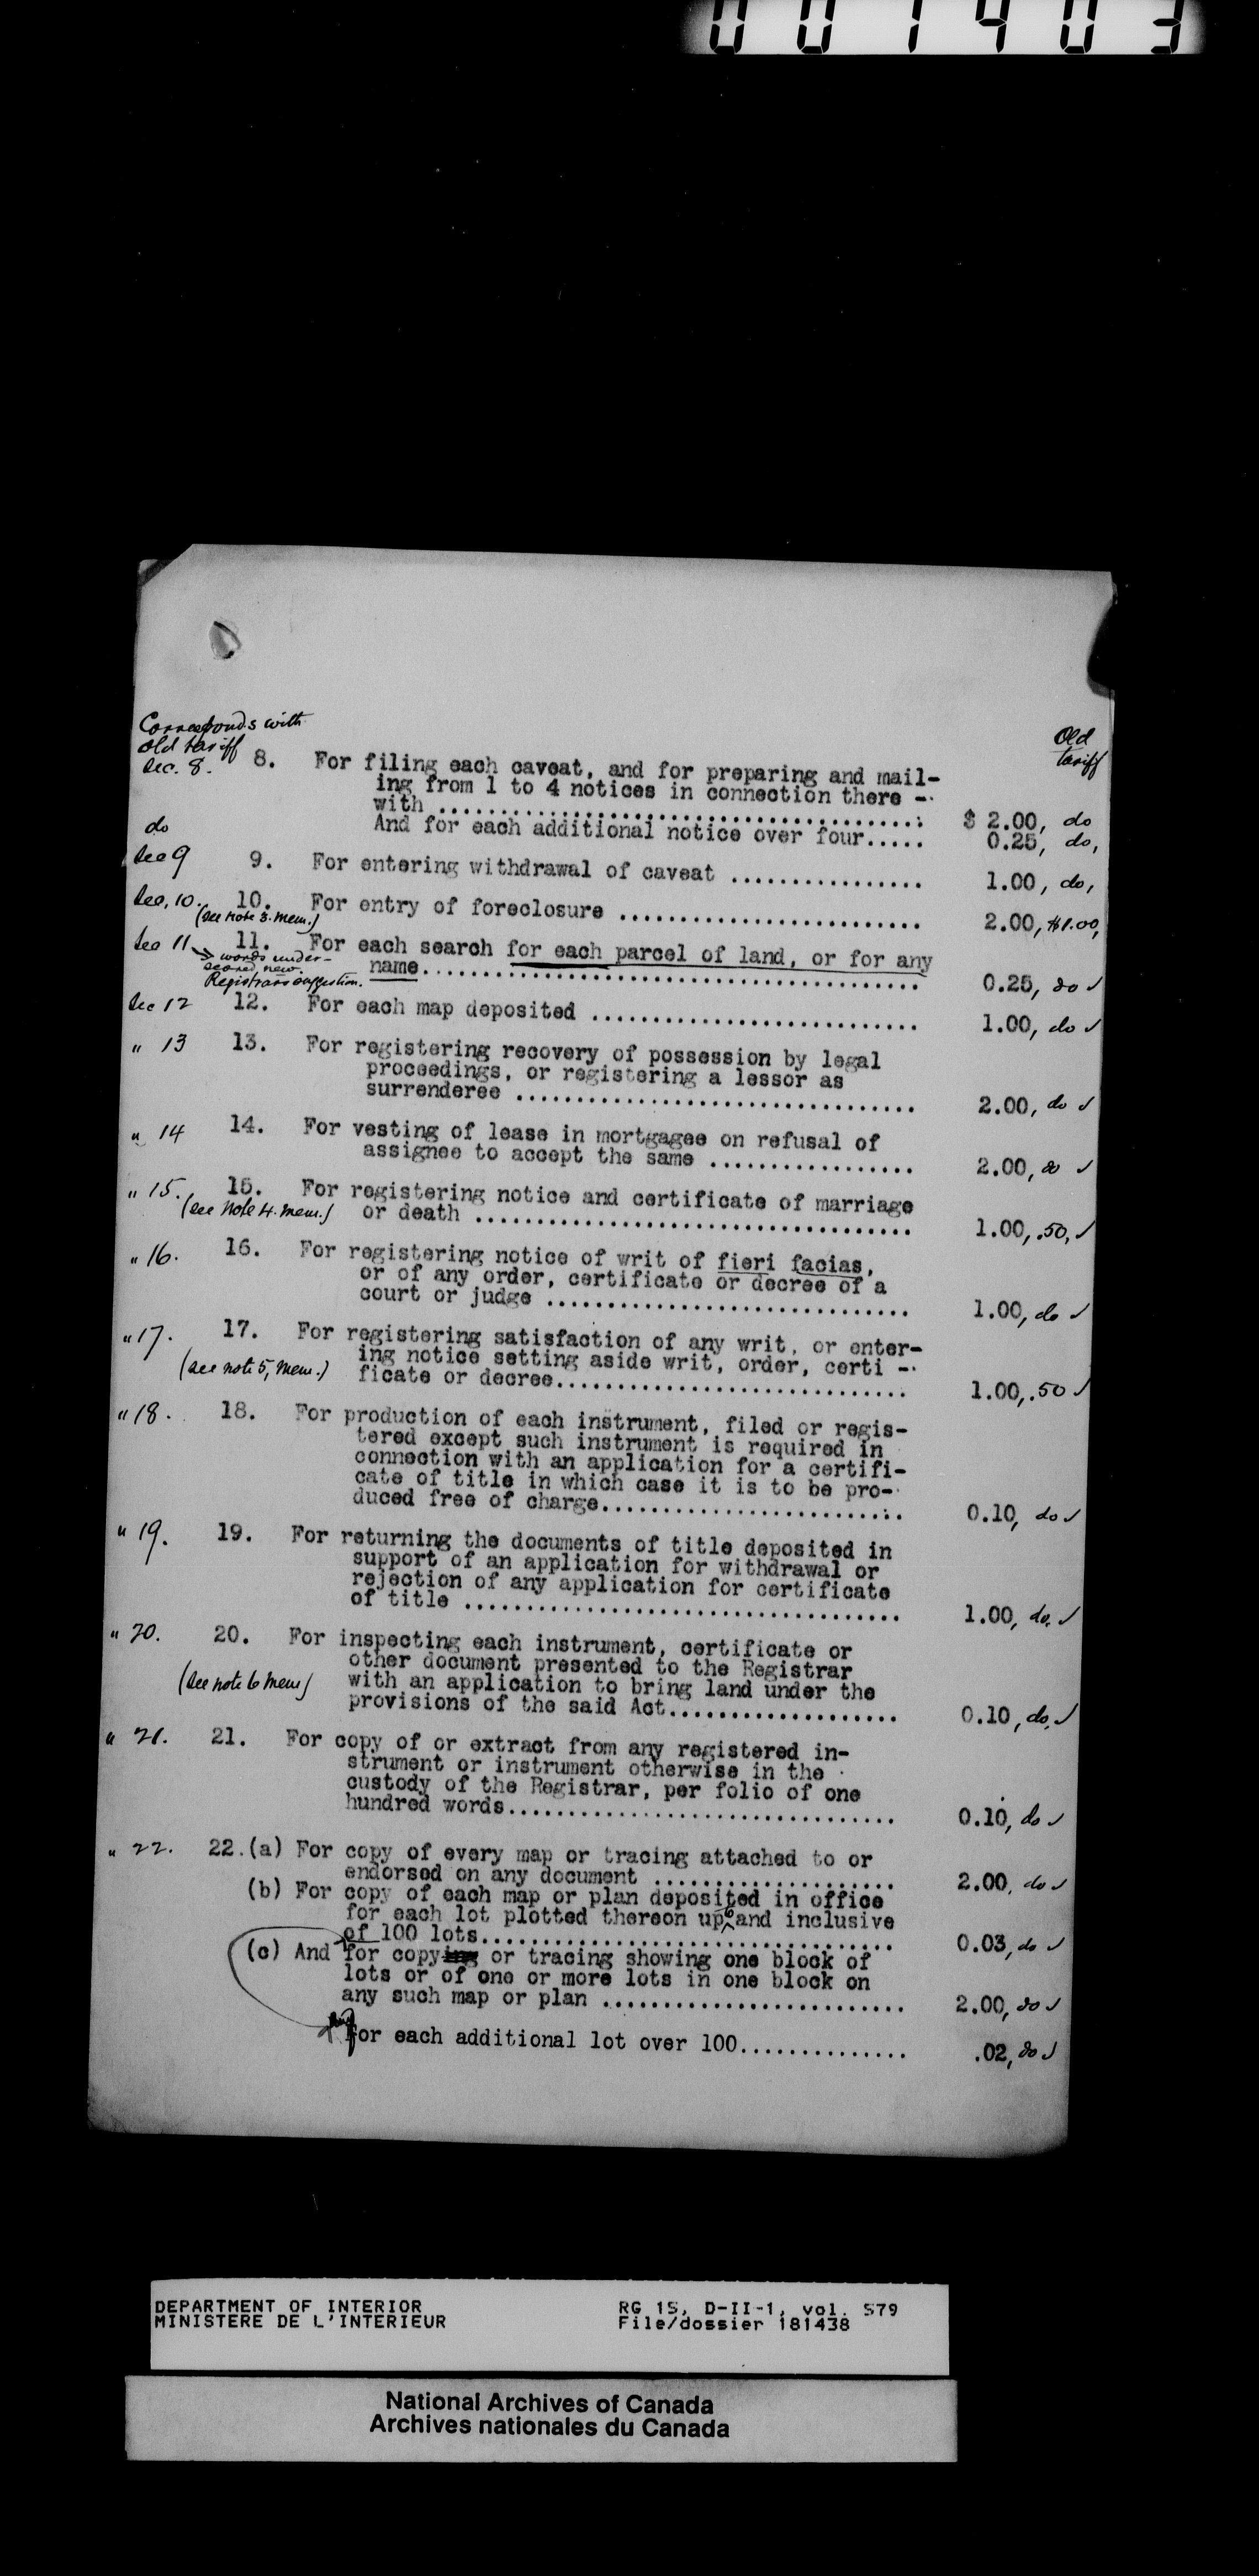 001403
Corresponds with
old tariff
Old
tariff
Sec. 8. 8. For filing each caveat, and for preparing and mail-
ing from 1 to 4 notices in connection there -
with ........................................ $ 2.00, do
do And for each additional notice over four..... 0.25, do,
Sec 9 9. For entering withdrawal of caveat ................ 1.00, do,
Sec, 10. 10. For entry of foreclosure ......................... 2.00, $1.00,
(see note 3. mem.)
Sec 11 11. For each search for each parcel of land, or for any
words under-
scored new.
Registrars suggestion.
name.......................................... 0.25, do ✓
Sec 12 12. For each map deposited ........................... 1.00, do ✓
" 13 13. For registering recovery of possession by legal
proceedings, or registering a lessor as
surrenderee .................................. 2.00, do ✓
" 14 14. For vesting of lease in mortgagee on refusal of
assignee to accept the same ................. 2.00, do ✓
" 15. 15. For registering notice and certificate of marriage
(see note 4. mem.) or death ..................................... 1.00, .50, ✓
" 16. 16. For registering notice of writ of fieri facias,
or of any order, certificate or decree of a
court or judge ............................... 1.00, do ✓
" 17. 17. For registering satisfaction of any writ, or enter-
ing notice setting aside writ, order, certi -
(see note 5, mem.) ficate or decree.............................. 1.00, .50 ✓
" 18. 18. For production of each instrument, filed or regis-
tered except such instrument is required in
connection with an application for a certifi-
cate of title in which case it is to be pro-
duced free of charge.......................... 0.10, do ✓
" 19. 19. For returning the documents of title deposited in
support of an application for withdrawal or
rejection of any application for certificate
of title ..................................... 1.00, do. ✓
" 20. 20. For inspecting each instrument, certificate or
other document presented to the Registrar
(see note 6 mem) with an application to bring land under the
provisions of the said Act................... 0.10, do, ✓
" 21. 21. For copy of or extract from any registered in-
strument or instrument otherwise in the
custody of the Registrar, per folio of one
hundred words................................. 0.10, do ✓
" 22. 22.(a) For copy of every map or tracing attached to or
endorsed on any document .................... 2.00, do ✓
(b) For copy of each map or plan deposited in office
for each lot plotted thereon up to and inclusive
of 100 lots................................... 0.03, do ✓
(c) And for copying or tracing showing one block of
lots or of one or more lots in one block on
any such map or plan ......................... 2.00, do ✓
And For each additional lot over 100.............. .02, do ✓
DEPARTMENT OF INTERIOR RG 15, D-II-1, vol. 579
MINISTERE DE L'INTERIEUR File/dossier 181438
National Archives of Canada
Archives nationales du Canada